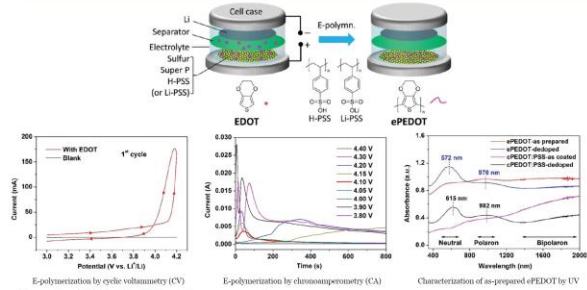 Cell case
Li
Separator
Electrolyte
Sulfur
Super P
H-PSS
(or Li-PSS)
E-polymn.
EDOT
H-PSS
Li-PSS
ePEDOT
With EDOT
Blank
1st cycle
Current (mA)
Potential (V vs. Li+/Li)
4.40 V
4.30 V
4.20 V
4.15 V
4.10 V
4.05 V
4.00 V
3.90 V
3.80 V
Current (A)
Time (s)
ePEDOT-as prepared
ePEDOT-dedoped
cPEDOT:PSS-as coated
cPEDOT:PSS-dedoped
572 nm
615 nm
982 nm
Neutral
Polaron
Bipolaron
Absorbance (a.u.)
Wavelength (nm)
E-polymerization by cyclic voltammetry (CV)
E-polymerization by chronoamperometry (CA)
Characterization of as-prepared ePEDOT by UV